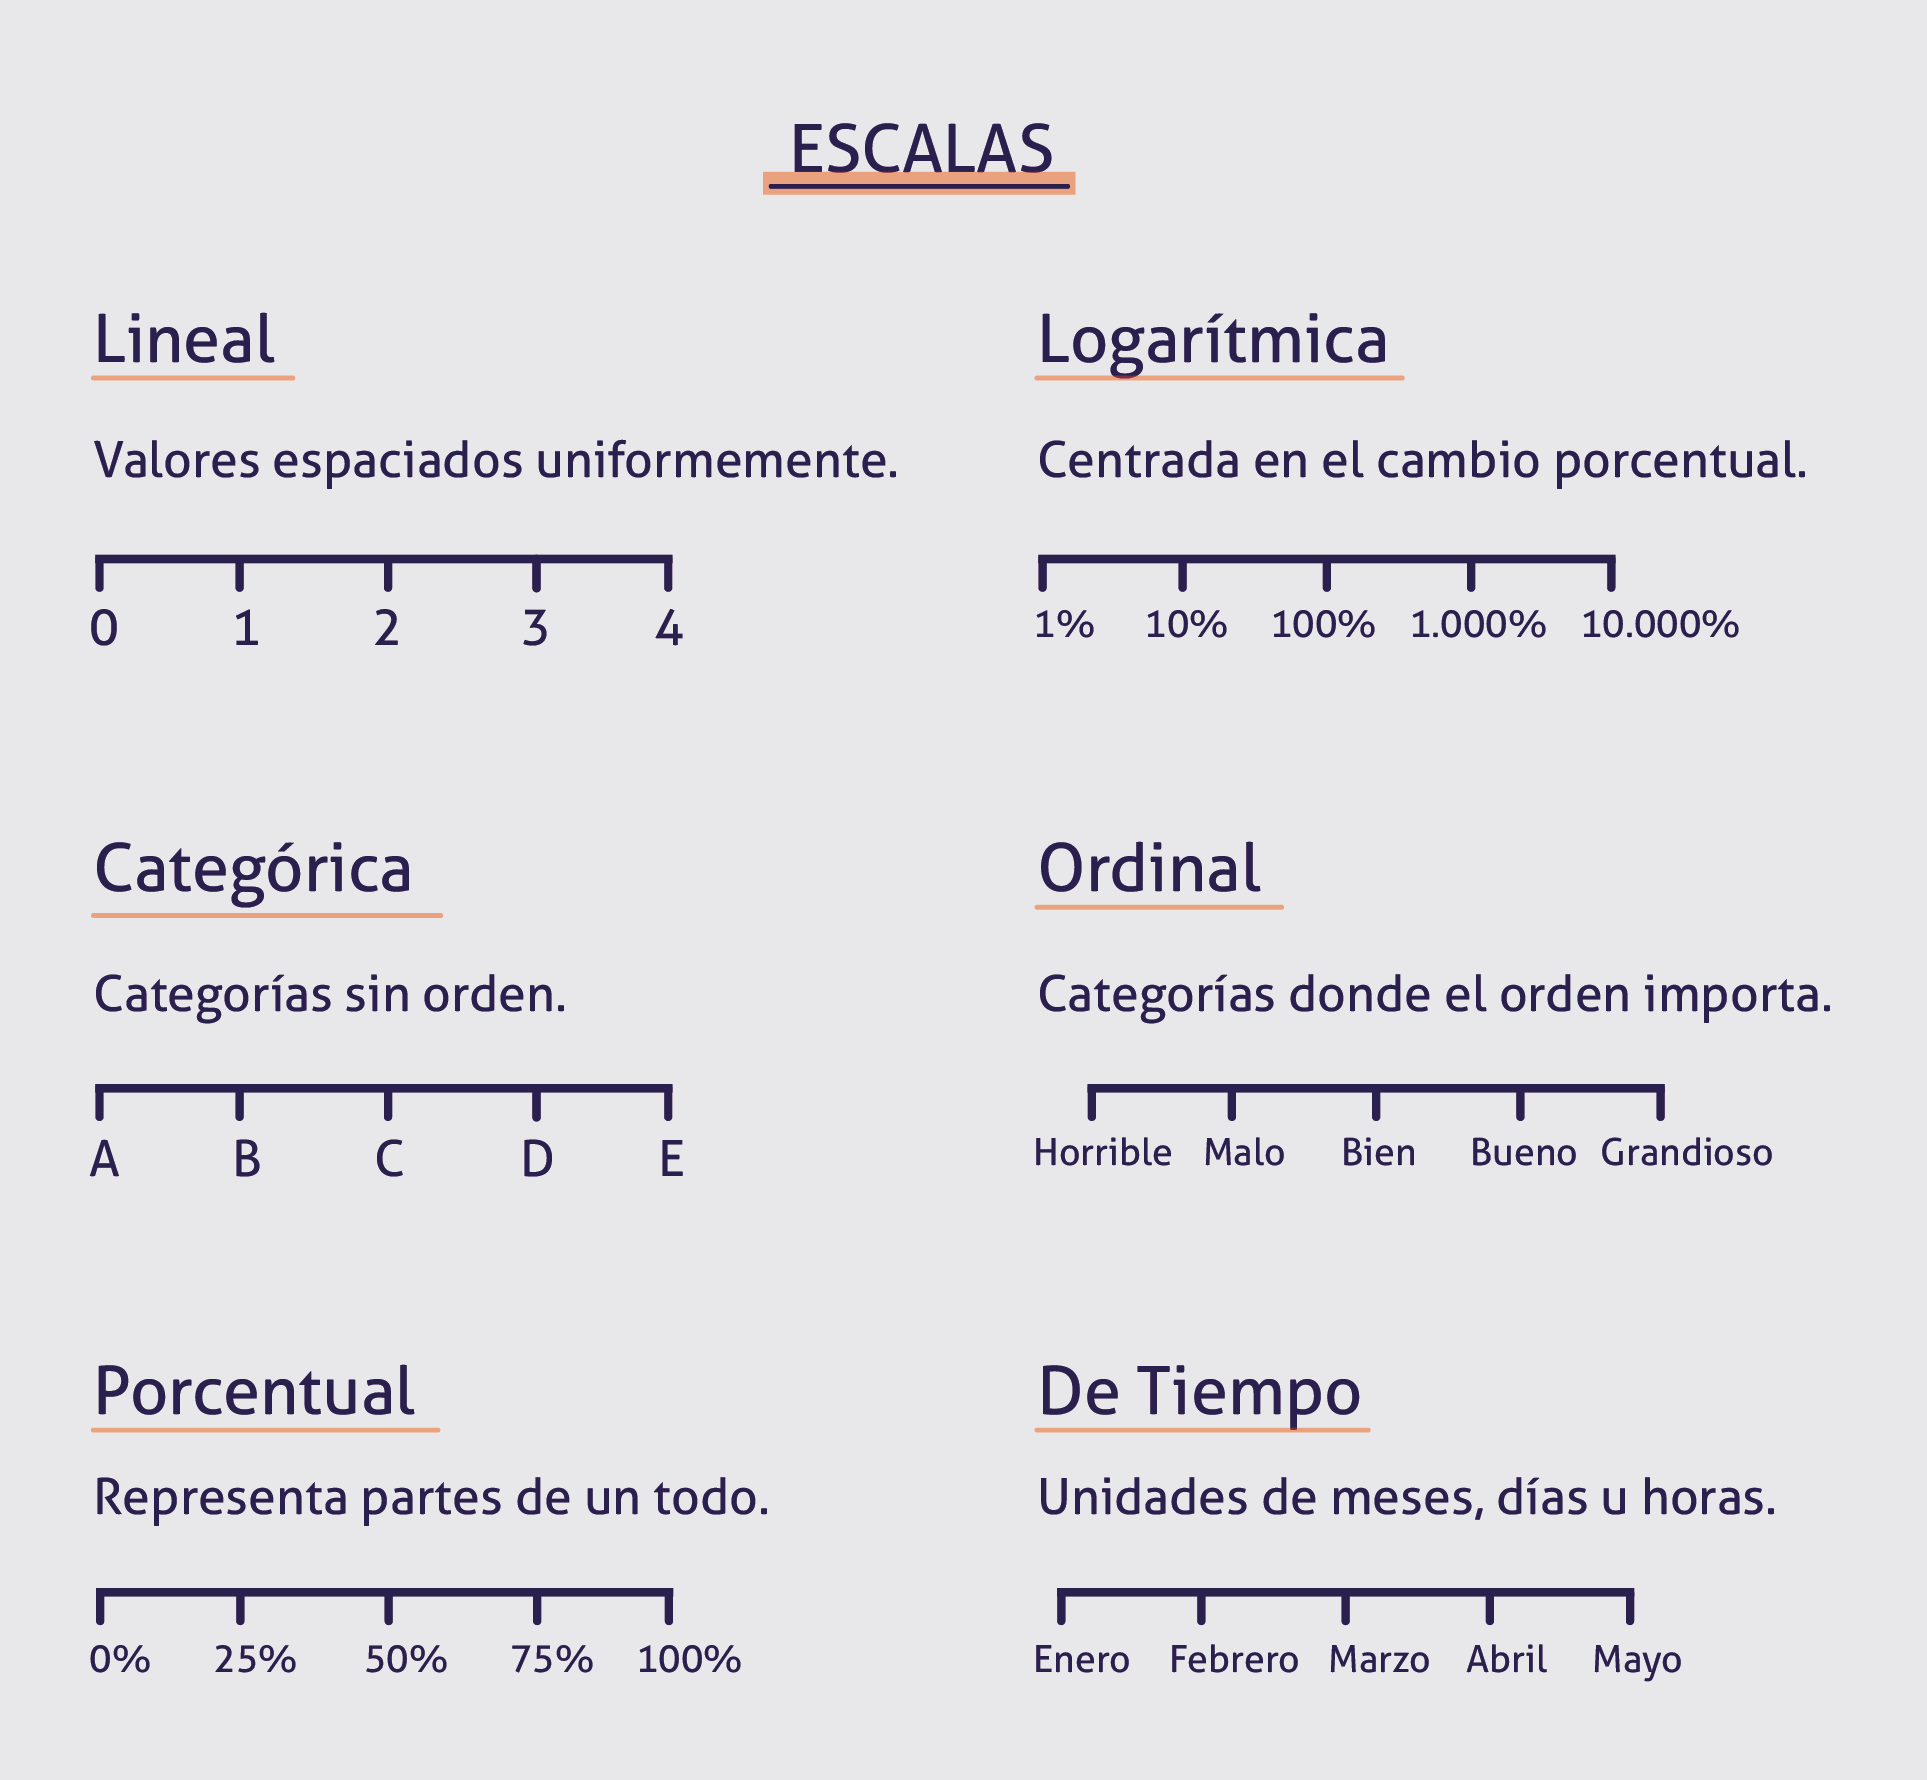 ESCALAS
Lineal
Valores espaciados uniformemente.
0 1 2 3 4
Logarítmica
Centrada en el cambio porcentual.
1% 10% 100% 1.000% 10.000%
Categórica
Categorías sin orden.
A B C D E
Ordinal
Categorías donde el orden importa.
Horrible Malo Bien Bueno Grandioso
Porcentual
Representa partes de un todo.
0% 25% 50% 75% 100%
De Tiempo
Unidades de meses, días u horas.
Enero Febrero Marzo Abril Mayo